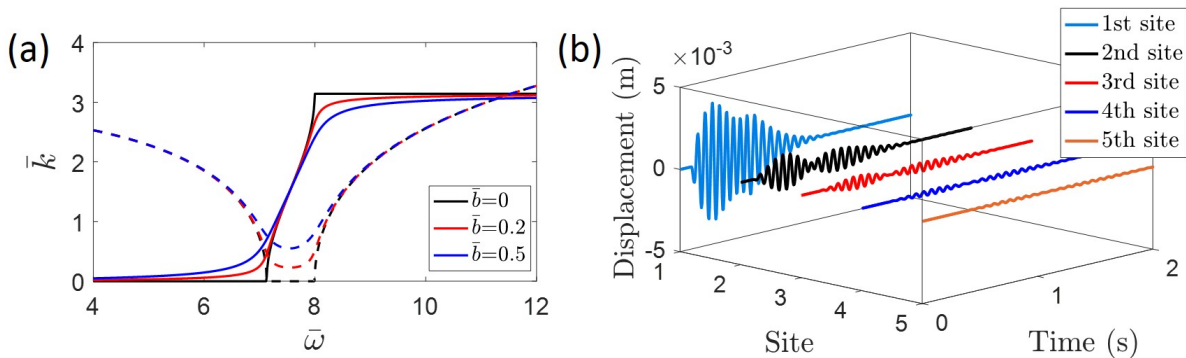 (a)
4
3
2
1
0
k̄
4
6
8
10
12
ω̄
b̄=0
b̄=0.2
b̄=0.5
(b)
×10⁻³
5
0
-5
Displacement (m)
1
2
3
4
5
Site
0
1
2
Time (s)
1st site
2nd site
3rd site
4th site
5th site